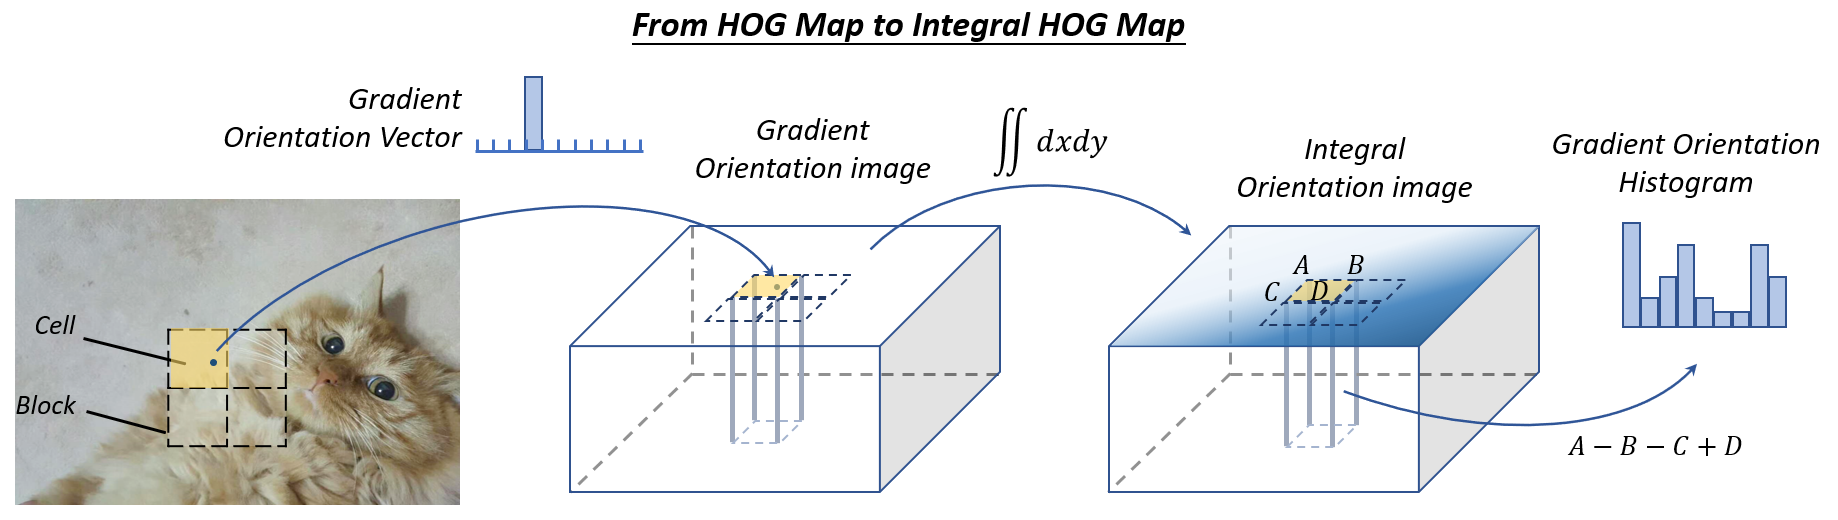 From HOG Map to Integral HOG Map
Gradient
Orientation Vector
Gradient
Orientation image
∬ dxdy
Integral
Orientation image
Gradient Orientation
Histogram
Cell
Block
A B
C D
A − B − C + D